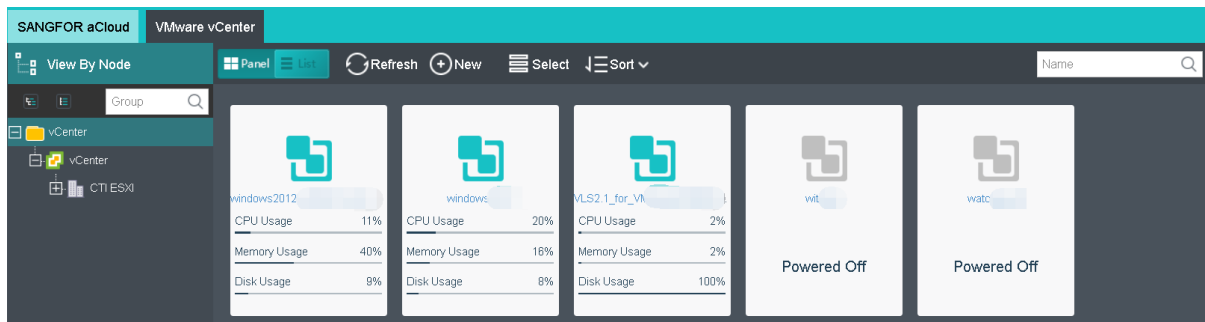 SANGFOR aCloud VMware vCenter
View By Node Panel List Refresh New Select Sort Name
Group
vCenter
vCenter
CTI ESXI
windows2012
CPU Usage 11%
Memory Usage 40%
Disk Usage 9%
windows
CPU Usage 20%
Memory Usage 16%
Disk Usage 8%
VLS2.1_for_VM
CPU Usage 2%
Memory Usage 2%
Disk Usage 100%
wit
Powered Off
watc
Powered Off